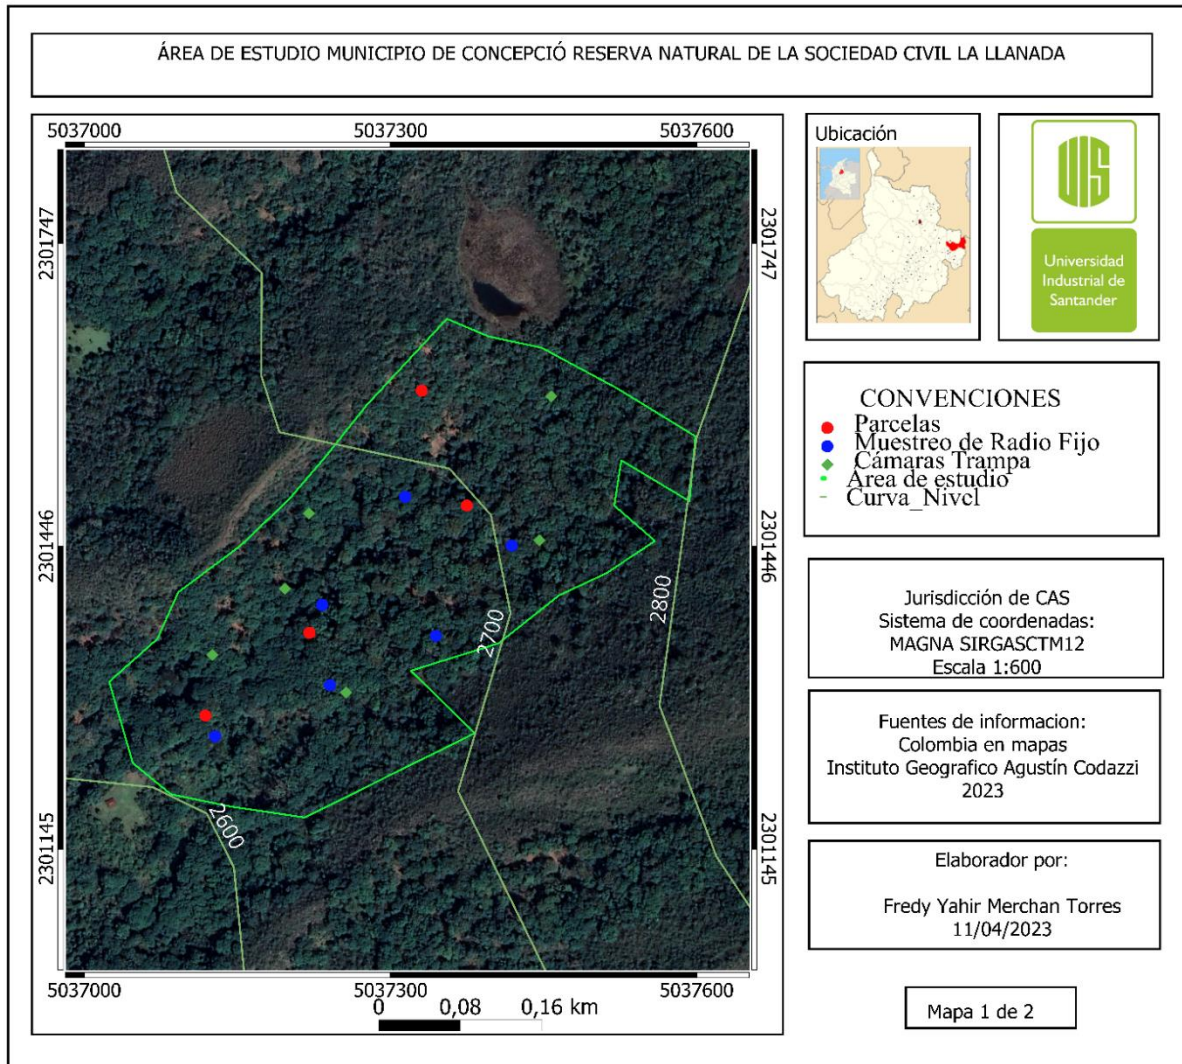 ÁREA DE ESTUDIO MUNICIPIO DE CONCEPCIÓ RESERVA NATURAL DE LA SOCIEDAD CIVIL LA LLANADA
5037000
5037300
5037600
2301747
2301747
2301446
2301446
2301145
2301145
2800
2700
2600
5037000
5037300
5037600
0
0,08
0,16 km
Ubicación
UIS
Universidad
Industrial de
Santander
CONVENCIONES
Parcelas
Muestreo de Radio Fijo
Cámaras Trampa
Área de estudio
Curva_Nivel
Jurisdicción de CAS
Sistema de coordenadas:
MAGNA SIRGASCTM12
Escala 1:600
Fuentes de informacion:
Colombia en mapas
Instituto Geografico Agustín Codazzi
2023
Elaborador por:
Fredy Yahir Merchan Torres
11/04/2023
Mapa 1 de 2